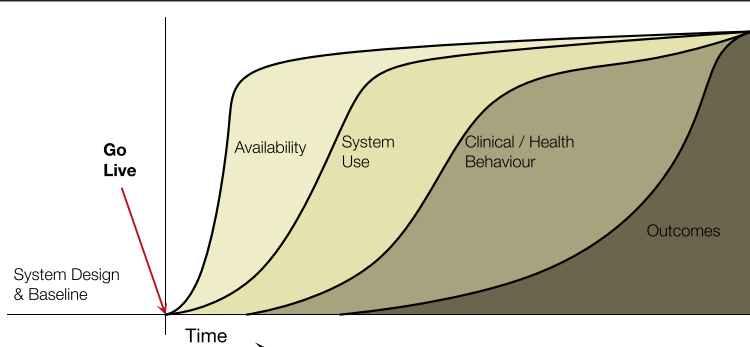 Availability
System
Use
Clinical / Health
Behaviour
Go
Live
Outcomes
System Design
& Baseline
Time